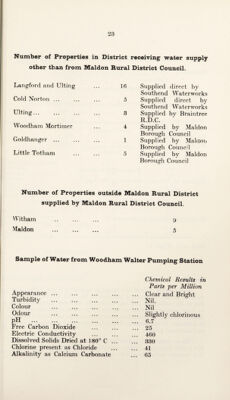 23
Number of Properties in District receiving water supply
other than from Maldon Rural District Council.
Langford and Ulting ... 16 Supplied direct by
Southend Waterworks
Cold Norton ... ... ... 5 Supplied direct by
Southend Waterworks
Ulting ... ... ... ... 3 Supplied by Braintree
R.D.C.
Woodham Mortimer ... 4 Supplied by Maldon
Borough Council
Goldhanger ... ... ... 1 Supplied by Maldon
Borough Council
Little Totham ... ... 5 Supplied by Maldon
Borough Council
Number of Properties outside Maldon Rural District
supplied by Maldon Rural District Council.
Witham ... ... ... ... 9
Maldon ... ... ... ... 5
Sample of Water from Woodham Walter Pumping Station
Chemical Results in
Parts per Million
Appearance ... ... ... ... ... Clear and Bright
Turbidity ... ... ... ... ... Nil.
Colour ... ... ... ... ... Nil
Odour ... ... ... ... ... Slightly chlorinous
pH ... ... ... ... ... 6.7
Free Carbon Dioxide ... ... ... 25
Electric Conductivity ... ... ... 460
Dissolved Solids Dried at 180° C ... ... 330
Chlorine present as Chloride ... ... 41
Alkalinity as Calcium Carbonate ... 65